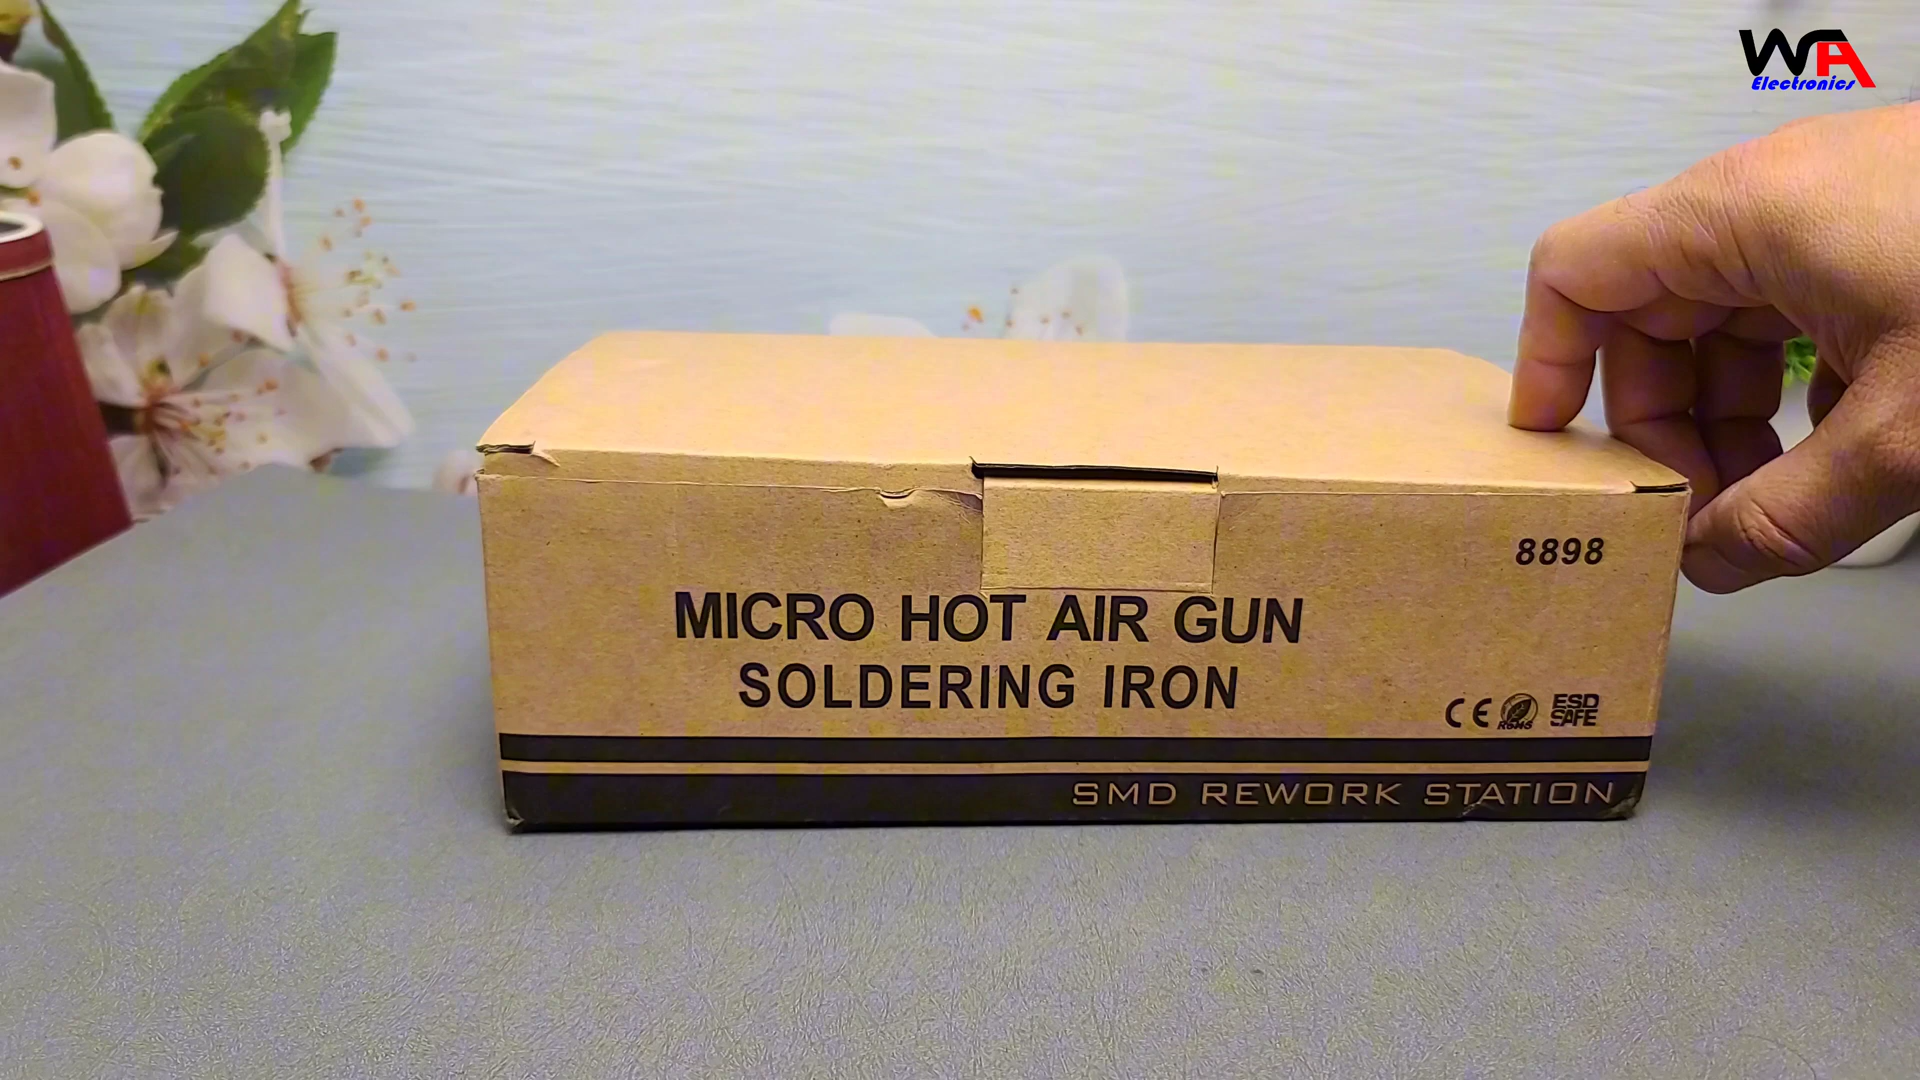 WA
Electronics
8898
MICRO HOT AIR GUN
SOLDERING IRON
CE RoHS ESD SAFE
SMD REWORK STATION